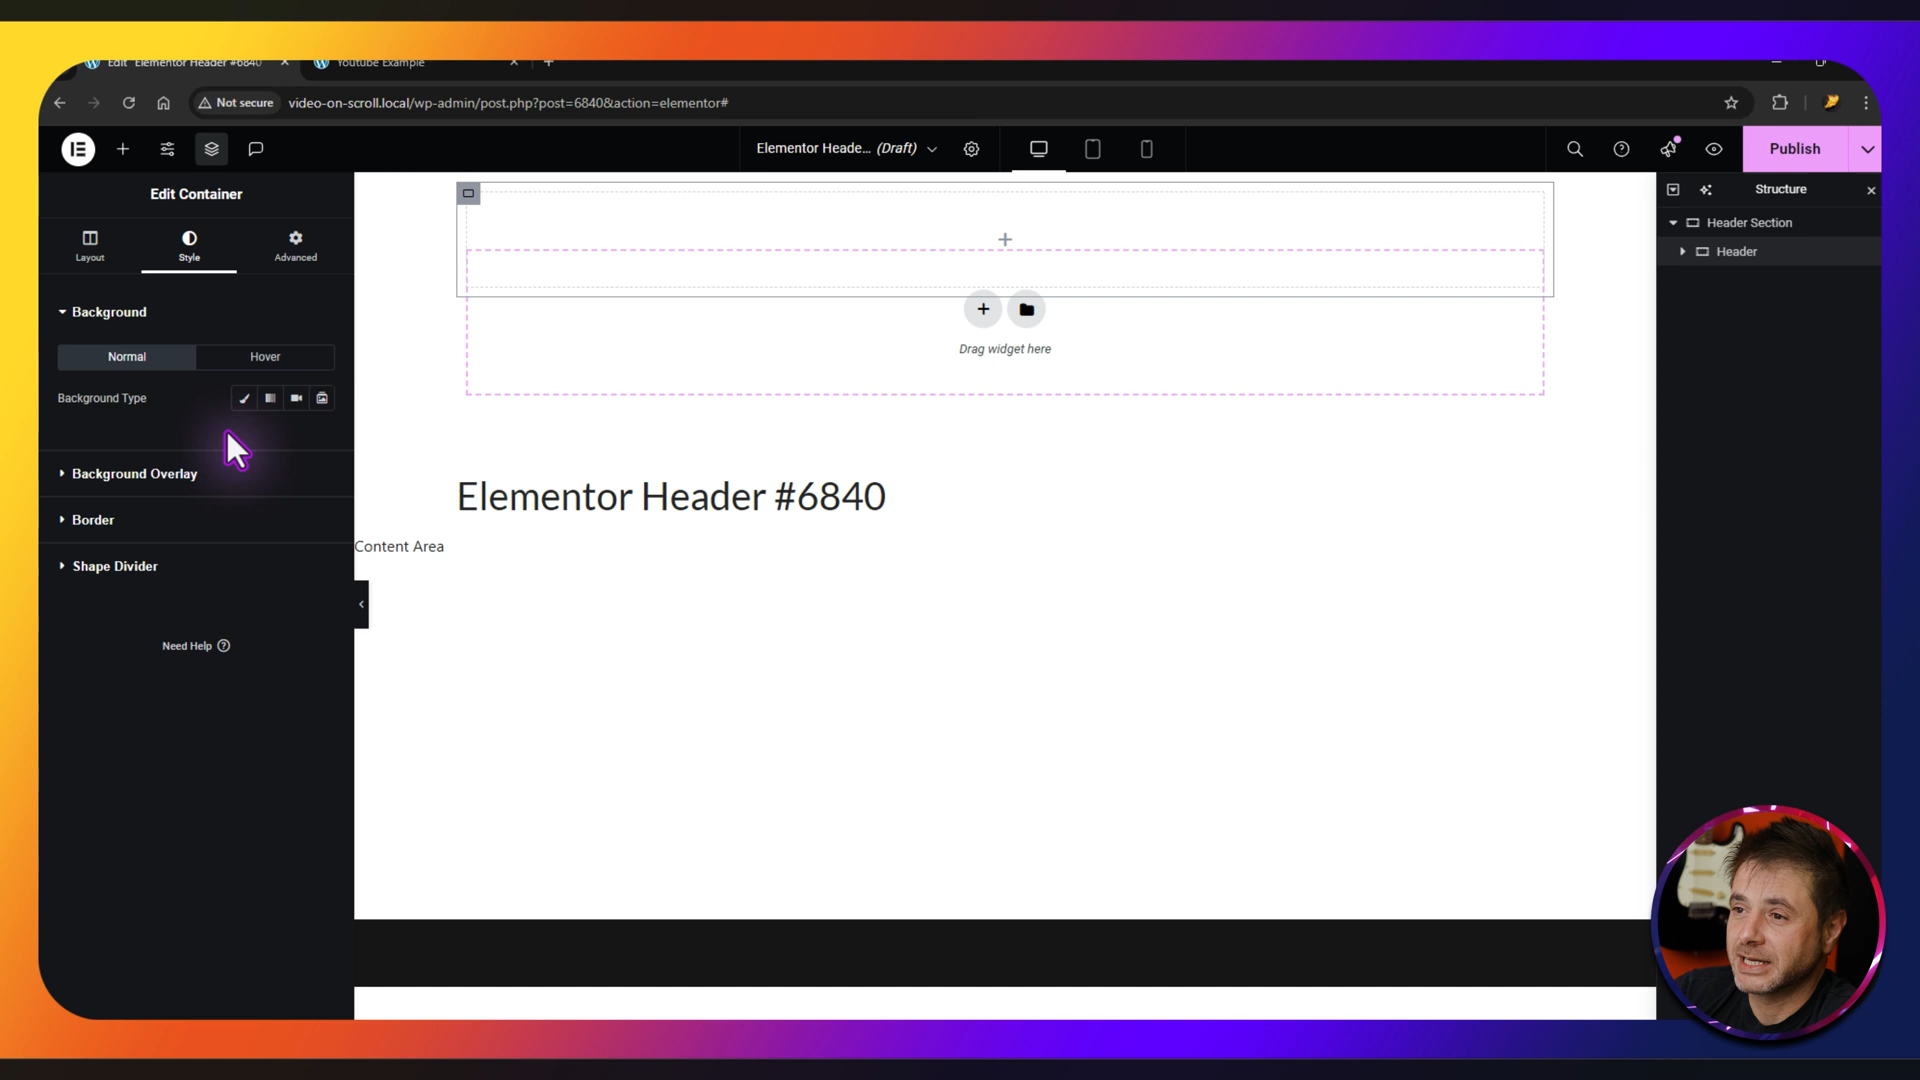 Edit "Elementor Header #6840
Youtube Example
Not secure
video-on-scroll.local/wp-admin/post.php?post=6840&action=elementor#
Elementor Heade... (Draft)
Publish
Edit Container
Structure
Layout
Style
Advanced
Header Section
Header
Background
Normal
Hover
Background Type
Drag widget here
Background Overlay
Elementor Header #6840
Border
Content Area
Shape Divider
Need Help